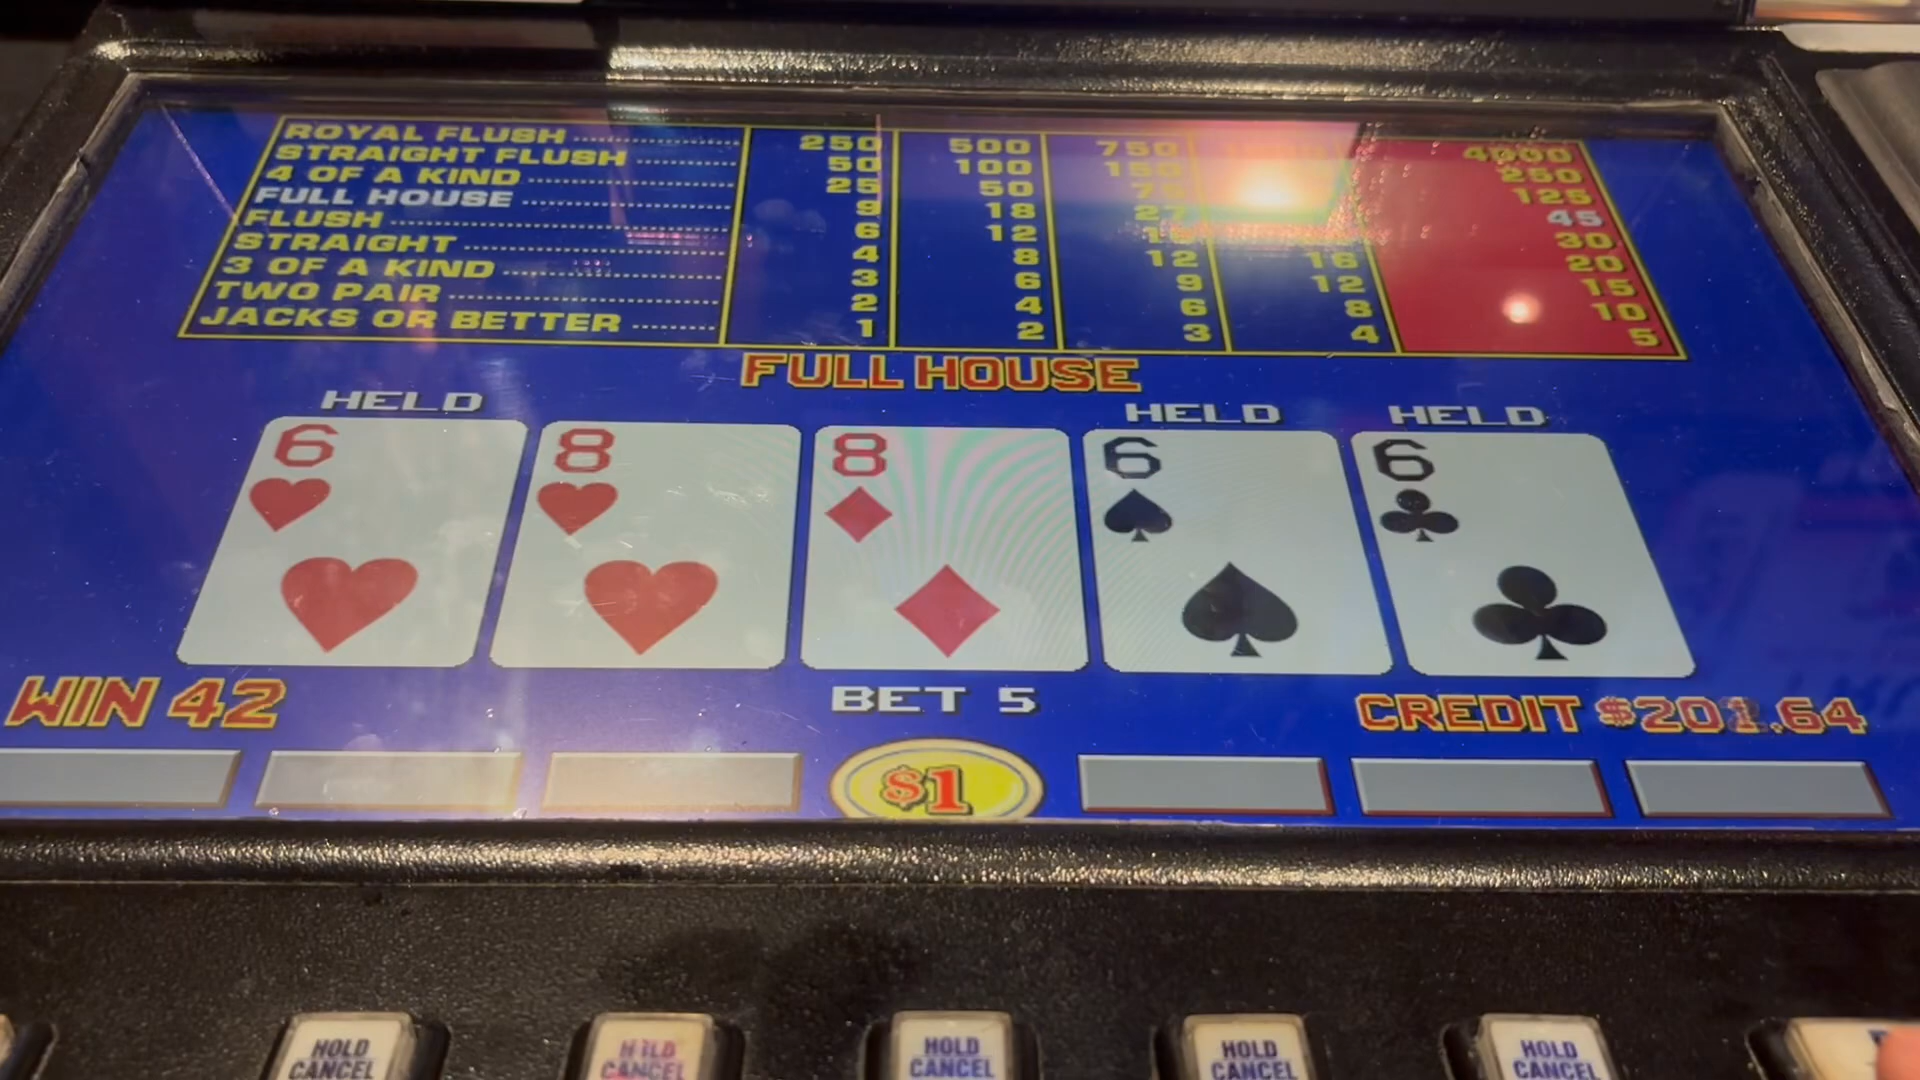 ROYAL FLUSH 250 500 750 4000
STRAIGHT FLUSH 50 100 150 250
4 OF A KIND 25 50 75 125
FULL HOUSE 9 18 27 45
FLUSH 6 12 30
STRAIGHT 4 8 12 16 20
3 OF A KIND 3 6 9 12 15
TWO PAIR 2 4 6 8 10
JACKS OR BETTER 1 2 3 4 5
FULL HOUSE
HELD HELD HELD
6 8 8 6 6
WIN 42 BET 5 CREDIT $201.64
$1
HOLD HOLD HOLD HOLD HOLD
CANCEL CANCEL CANCEL CANCEL CANCEL